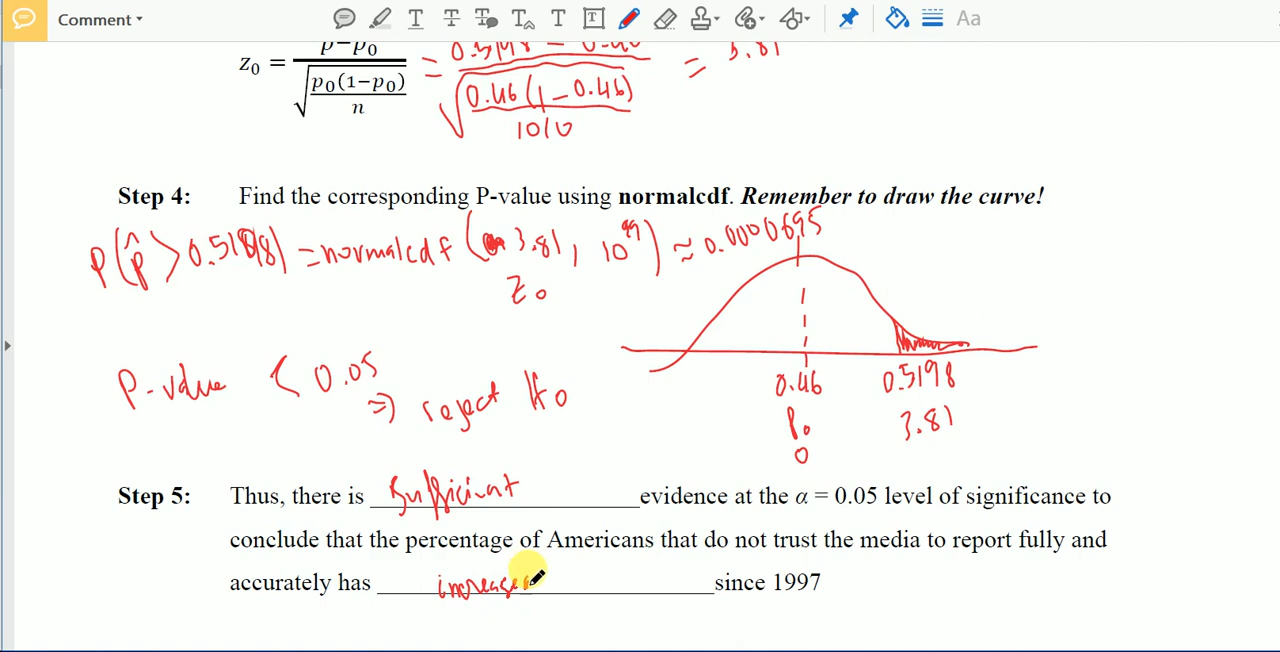 Comment
Aa
z₀ = p − p₀ / √(p₀(1−p₀)/n) = 0.5198 − 0.46 / √(0.46(1−0.46)/1010) = 3.81
Step 4: Find the corresponding P-value using normalcdf. Remember to draw the curve!
P(p̂ > 0.5198) = normalcdf (3.81, 10⁹⁹) ≈ 0.0000695
z₀
P-value < 0.05
⇒ reject H₀
0.46 0.5198
p₀ 3.81
0
Step 5: Thus, there is sufficient evidence at the α = 0.05 level of significance to
conclude that the percentage of Americans that do not trust the media to report fully and
accurately has increase since 1997